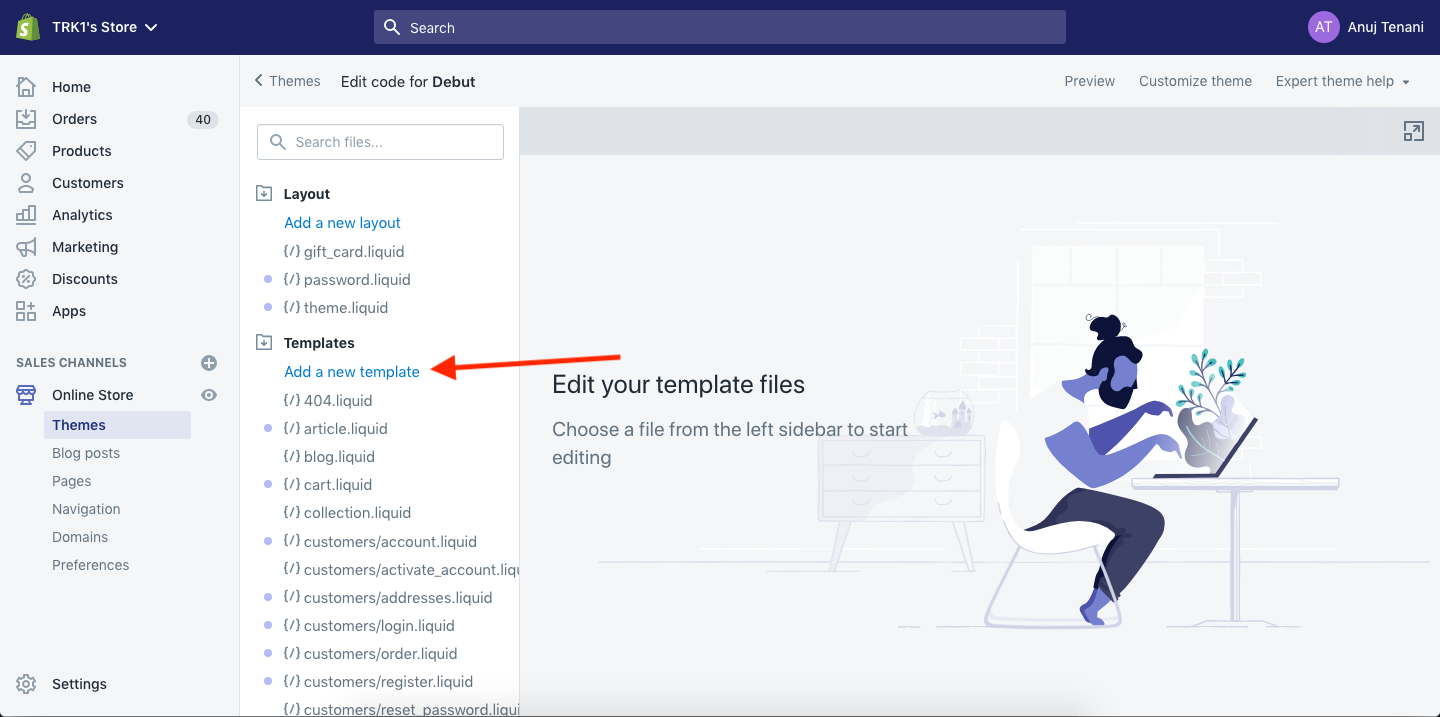 TRK1's Store
Search
AT Anuj Tenani
Home
Orders 40
Products
Customers
Analytics
Marketing
Discounts
Apps
SALES CHANNELS
Online Store
Themes
Blog posts
Pages
Navigation
Domains
Preferences
Settings
Themes Edit code for Debut
Preview Customize theme Expert theme help
Search files...
Layout
Add a new layout
{/} gift_card.liquid
{/} password.liquid
{/} theme.liquid
Templates
Add a new template
{/} 404.liquid
{/} article.liquid
{/} blog.liquid
{/} cart.liquid
{/} collection.liquid
{/} customers/account.liquid
{/} customers/activate_account.liqu
{/} customers/addresses.liquid
{/} customers/login.liquid
{/} customers/order.liquid
{/} customers/register.liquid
{/} customers/reset_password.liqui
Edit your template files
Choose a file from the left sidebar to start
editing